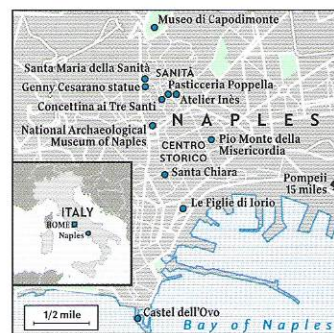 Museo di Capodimonte
Santa Maria della Sanità
SANITÀ
Genny Cesarano statue
Pasticceria Poppella
Concettina ai Tre Santi
Atelier Inès
NAPLES
National Archaeological
Museum of Naples
Pio Monte della
Misericordia
CENTRO
STORICO
Santa Chiara
Pompeii
15 miles
Le Figlie di Iorio
ITALY
ROME
Naples
1/2 mile
Castel dell'Ovo
Bay of Naples